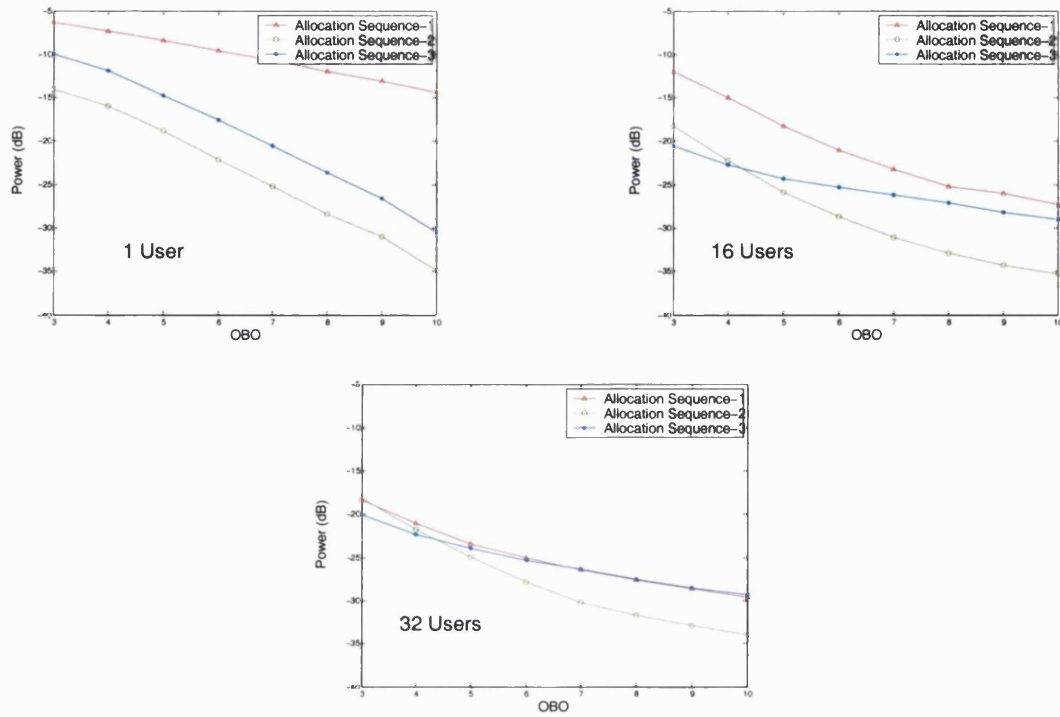 -5
-10
-15
-20
-25
-30
-35
-40
Power (dB)
Allocation Sequence-1
Allocation Sequence-2
Allocation Sequence-3
1 User
3 4 5 6 7 8 9 10
OBO
-5
-10
-15
-20
-25
-30
-35
-40
Power (dB)
Allocation Sequence-1
Allocation Sequence-2
Allocation Sequence-3
16 Users
3 4 5 6 7 8 9 10
OBO
-5
-10
-15
-20
-25
-30
-35
-40
Power (dB)
Allocation Sequence-1
Allocation Sequence-2
Allocation Sequence-3
32 Users
3 4 5 6 7 8 9 10
OBO